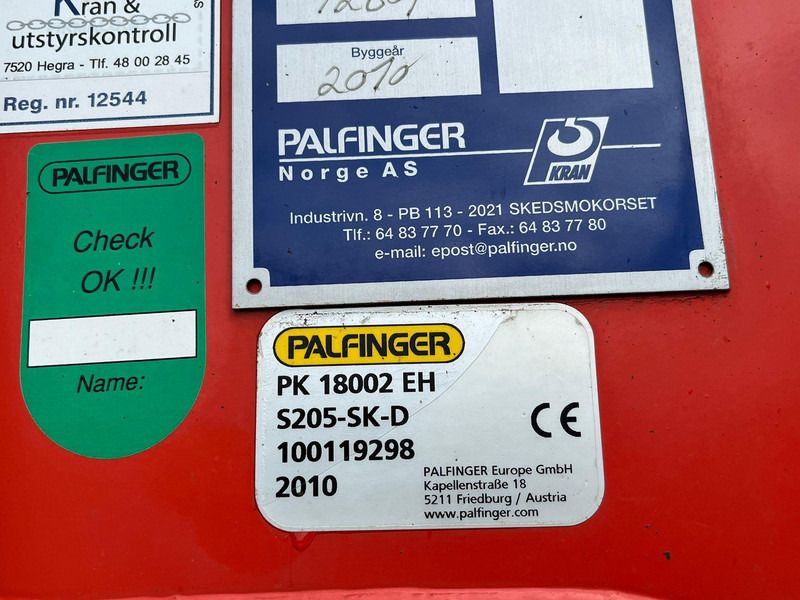 Kran &
utstyrskontroll
7520 Hegra - Tlf. 48 00 28 45
Reg. nr. 12544
PALFINGER
Check
OK !!!
Name:
Byggeår
2010
PALFINGER
Norge AS
KRAN
Industrivn. 8 - PB 113 - 2021 SKEDSMOKORSET
Tlf.: 64 83 77 70 - Fax.: 64 83 77 80
e-mail: epost@palfinger.no
PALFINGER
PK 18002 EH
S205-SK-D
100119298
2010
CE
PALFINGER Europe GmbH
Kapellenstraße 18
5211 Friedburg / Austria
www.palfinger.com